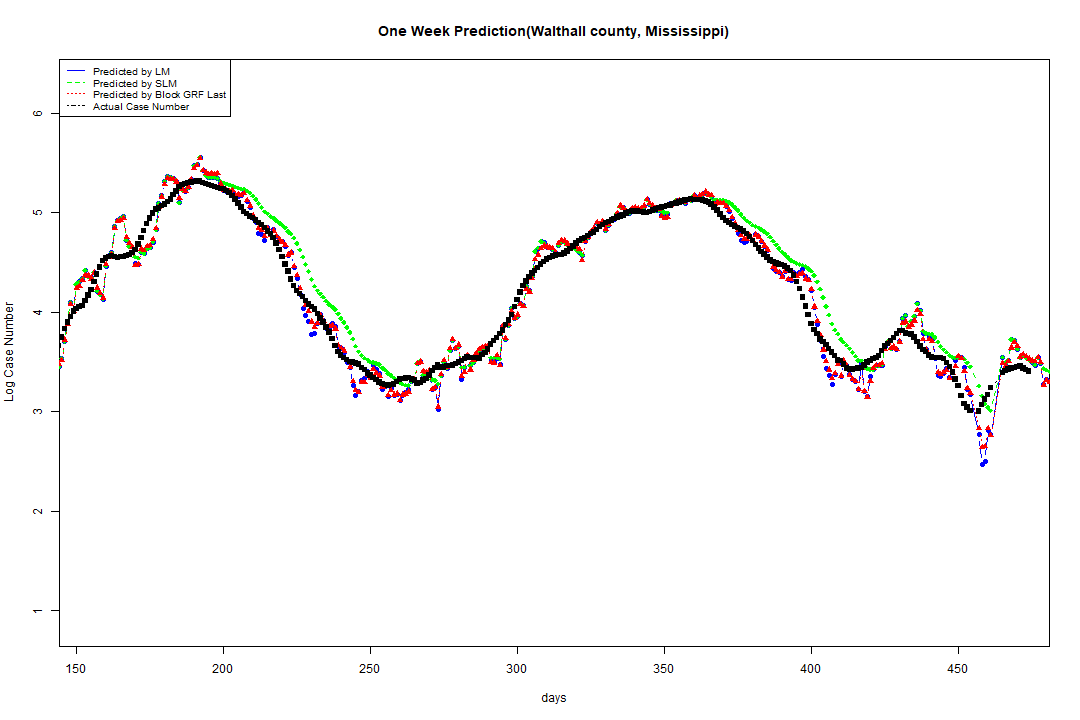 One Week Prediction(Walthall county, Mississippi)
Predicted by LM
Predicted by SLM
Predicted by Block GRF Last
Actual Case Number
Log Case Number
6
5
4
3
2
1
150 200 250 300 350 400 450
days